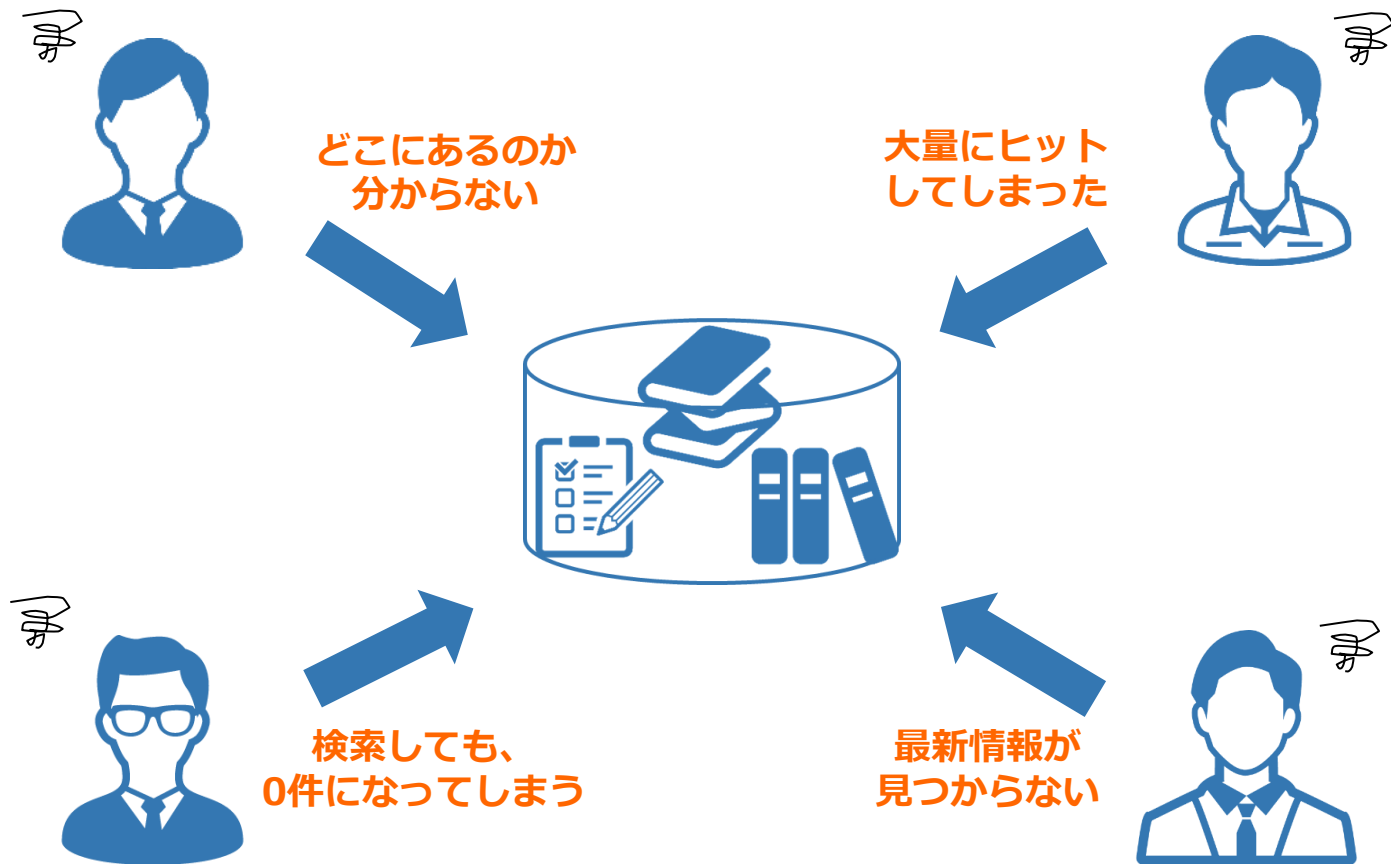 どこにあるのか
分からない
大量にヒット
してしまった
検索しても、
0件になってしまう
最新情報が
見つからない